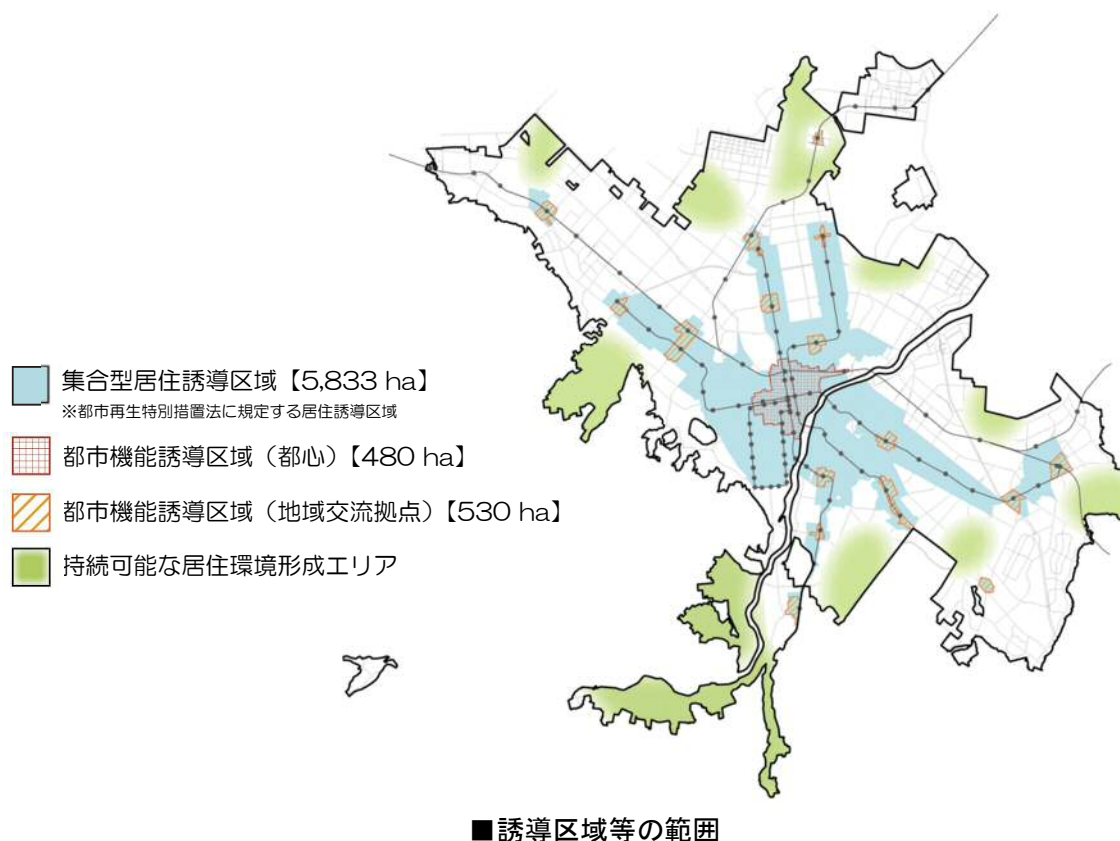 集合型居住誘導区域【5,833 ha】
※都市再生特別措置法に規定する居住誘導区域
都市機能誘導区域（都心）【480 ha】
都市機能誘導区域（地域交流拠点）【530 ha】
持続可能な居住環境形成エリア
■誘導区域等の範囲